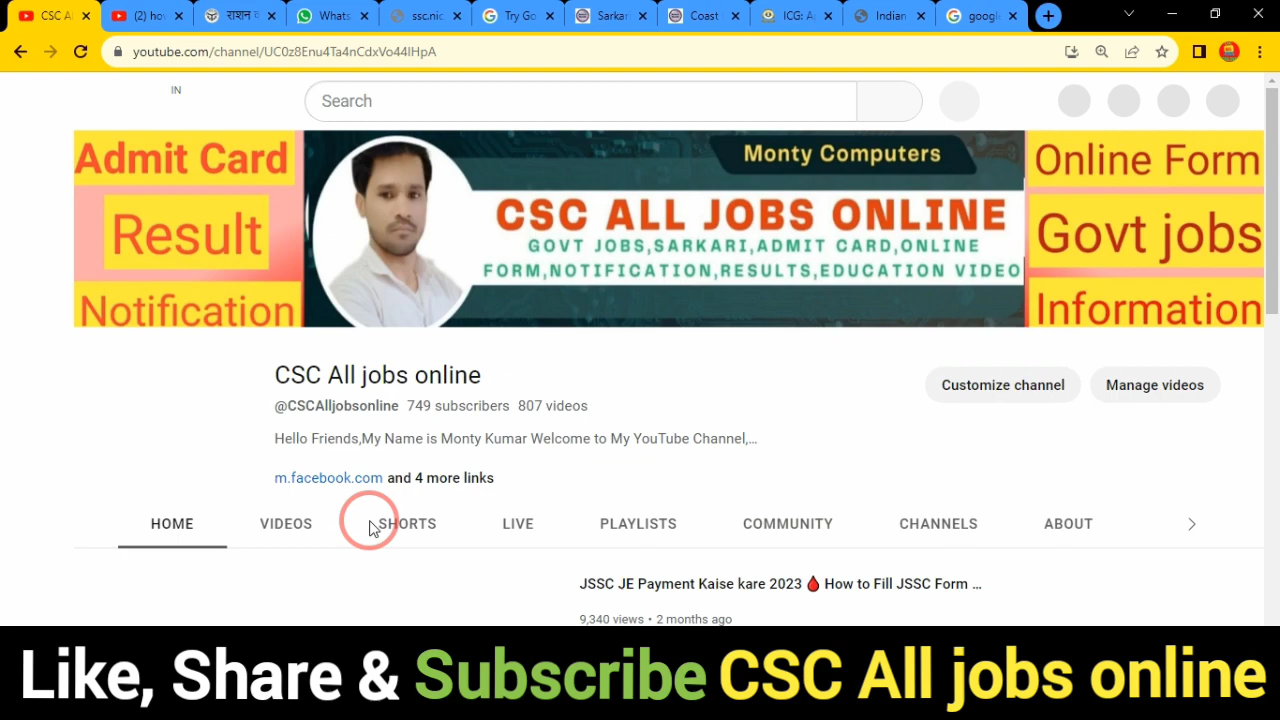 CSC Al
(2) how
राशन क
Whats
ssc.nic
Try Go
Sarkar
Coast
ICG: A
Indian
google
youtube.com/channel/UC0z8Enu4Ta4nCdxVo44IHpA
IN
Search
Admit Card
Result
Notification
Monty Computers
CSC ALL JOBS ONLINE
GOVT JOBS,SARKARI,ADMIT CARD,ONLINE
FORM,NOTIFICATION,RESULTS,EDUCATION VIDEO
Online Form
Govt jobs
Information
CSC All jobs online
@CSCAlljobsonline 749 subscribers 807 videos
Customize channel
Manage videos
Hello Friends,My Name is Monty Kumar Welcome to My YouTube Channel,...
m.facebook.com and 4 more links
HOME VIDEOS SHORTS LIVE PLAYLISTS COMMUNITY CHANNELS ABOUT
JSSC JE Payment Kaise kare 2023 🩸 How to Fill JSSC Form ...
9,340 views • 2 months ago
Like, Share & Subscribe CSC All jobs online